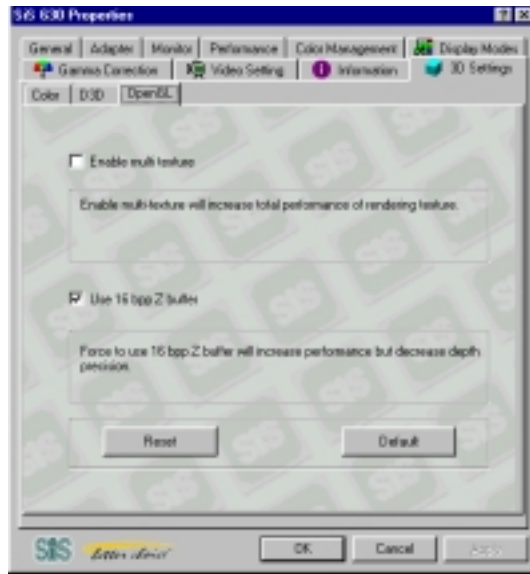 SiS 630 Properties
General Adapter Monitor Performance Color Management Display Modes
Gamma Correction Video Setting Information 3D Settings
Color D3D OpenGL
Enable multi texture
Enable multi-texture will increase total performance of rendering texture.
Use 16 bpp Z buffer
Force to use 16 bpp Z buffer will increase performance but decrease depth
precision.
Reset Default
SiS
OK Cancel Apply